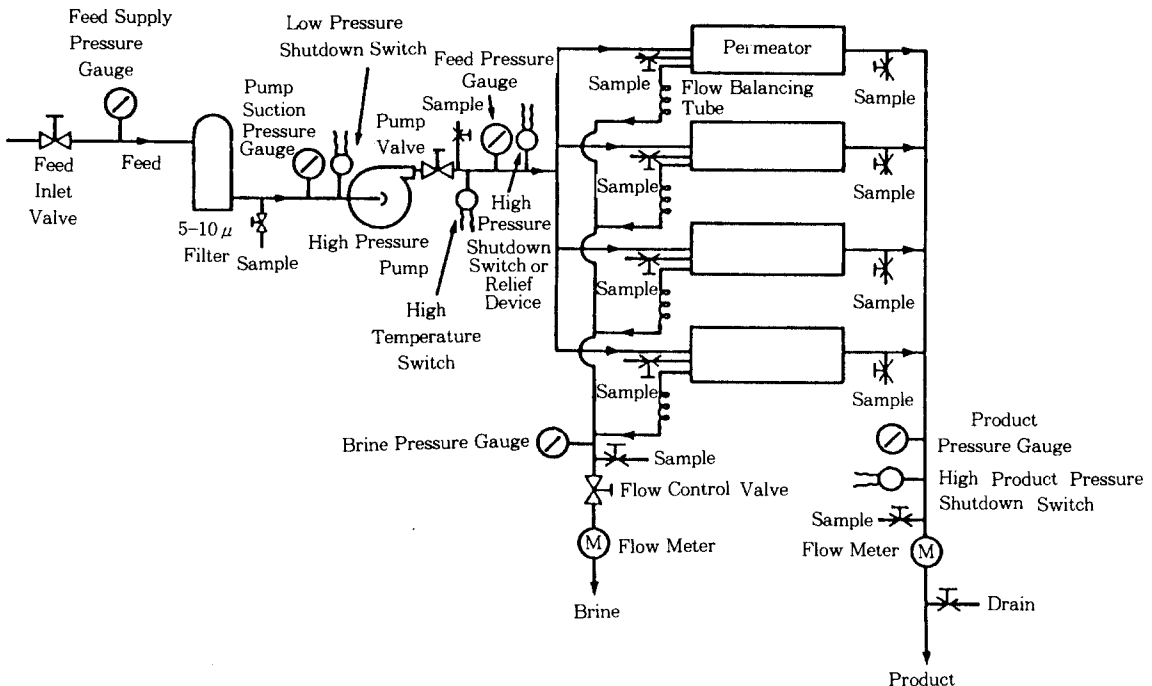 Feed Supply
Pressure
Gauge
Low Pressure
Shutdown Switch
Pump
Suction
Pressure
Gauge
Feed Pressure
Gauge
Sample
Pump
Valve
Feed
Inlet
Valve
Feed
5-10 μ
Filter
Sample
High Pressure
Pump
High
Temperature
Switch
High
Pressure
Shutdown
Switch or
Relief
Device
Permeator
Sample
Flow Balancing
Tube
Sample
Sample
Sample
Sample
Sample
Sample
Sample
Brine Pressure Gauge
Sample
Flow Control Valve
M
Flow Meter
Brine
Product
Pressure Gauge
High Product Pressure
Shutdown Switch
Sample
Flow Meter
M
Drain
Product